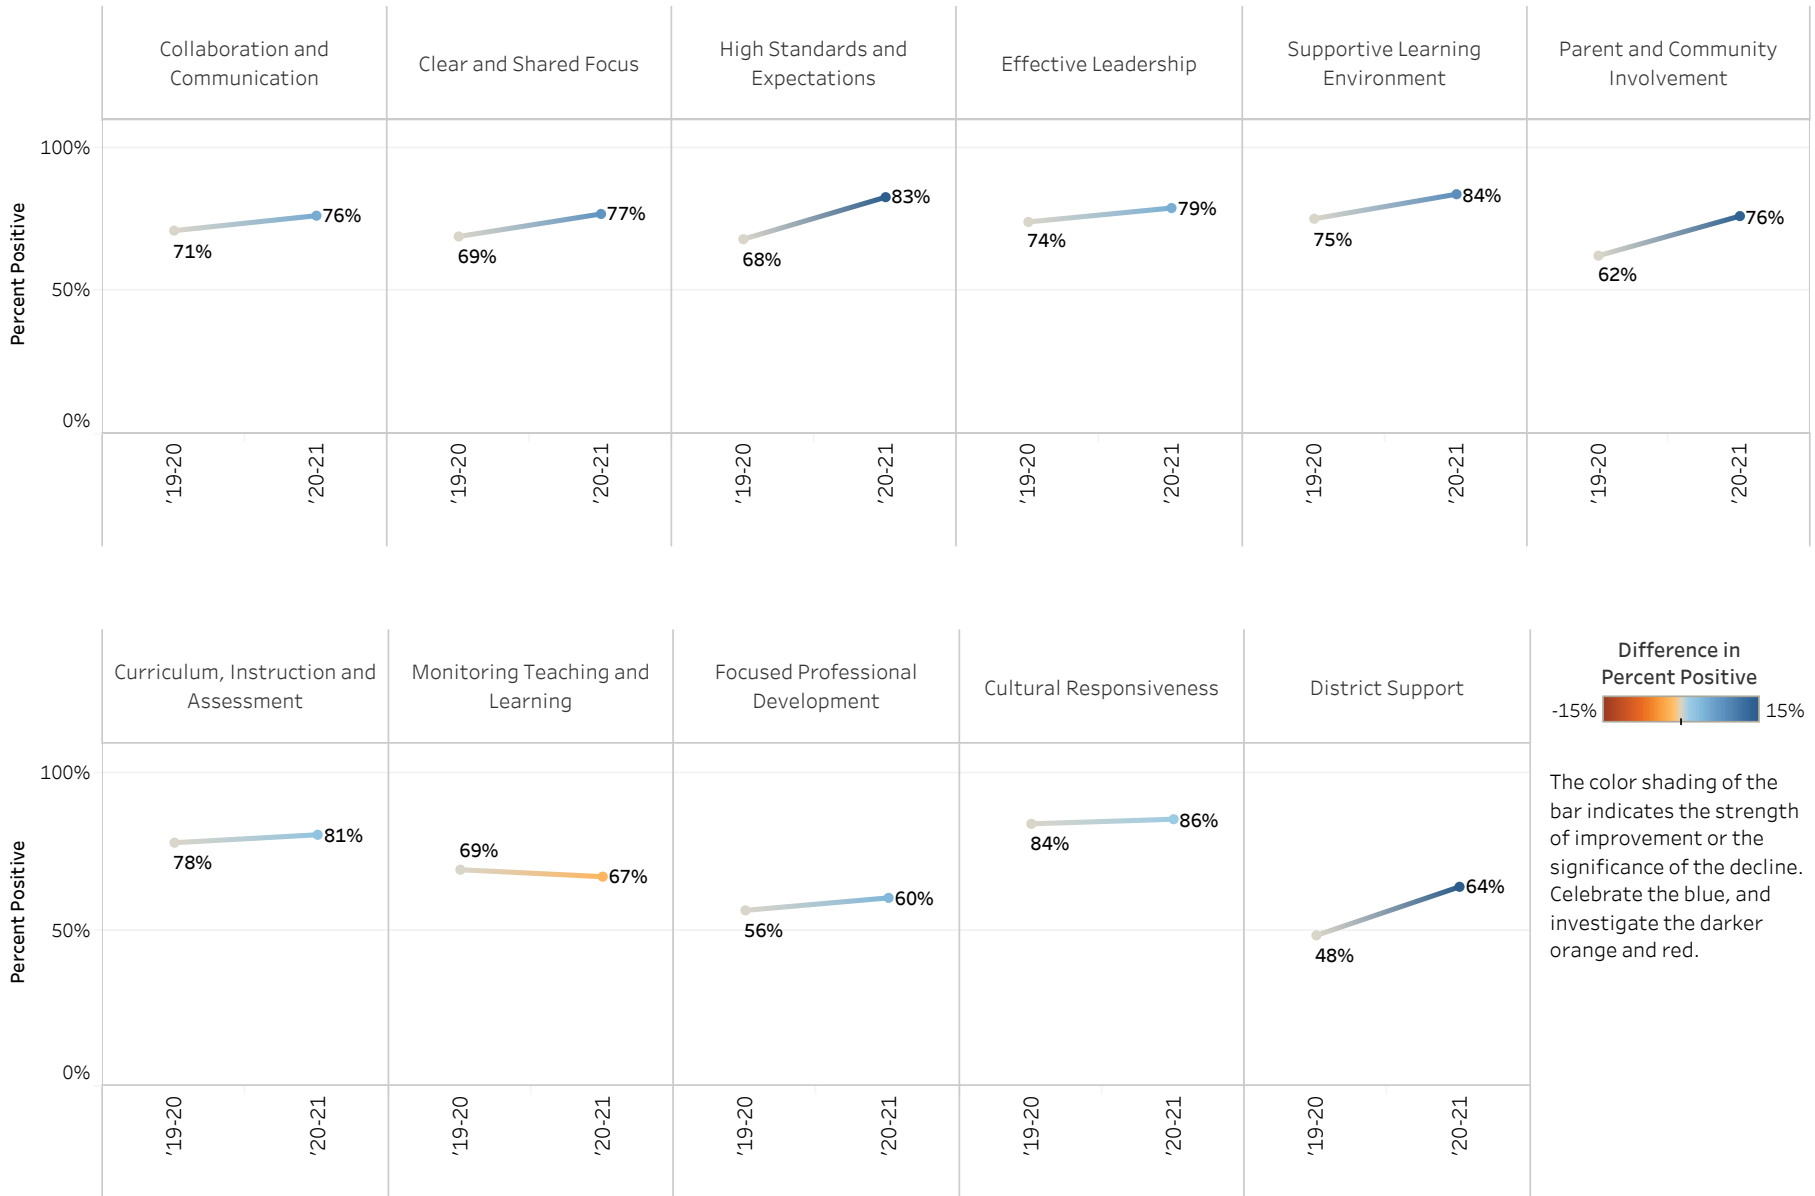 Collaboration and
Communication
Clear and Shared Focus
High Standards and
Expectations
Effective Leadership
Supportive Learning
Environment
Parent and Community
Involvement
Percent Positive
100%
50%
0%
71%
76%
69%
77%
68%
83%
74%
79%
75%
84%
62%
76%
'19-20
'20-21
'19-20
'20-21
'19-20
'20-21
'19-20
'20-21
'19-20
'20-21
'19-20
'20-21
Curriculum, Instruction and
Assessment
Monitoring Teaching and
Learning
Focused Professional
Development
Cultural Responsiveness
District Support
Percent Positive
100%
50%
0%
78%
81%
69%
67%
56%
60%
84%
86%
48%
64%
'19-20
'20-21
'19-20
'20-21
'19-20
'20-21
'19-20
'20-21
'19-20
'20-21
Difference in
Percent Positive
-15% 15%
The color shading of the
bar indicates the strength
of improvement or the
significance of the decline.
Celebrate the blue, and
investigate the darker
orange and red.